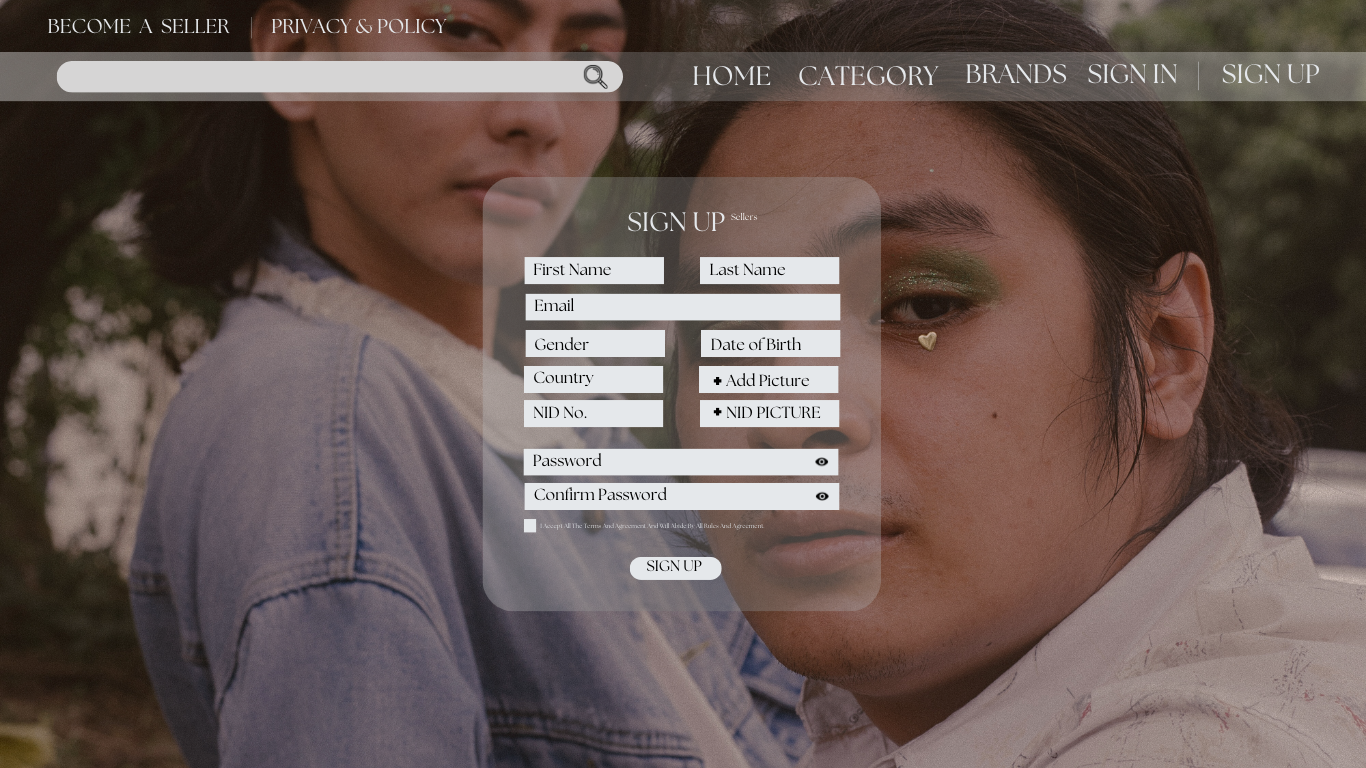 BECOME A SELLER | PRIVACY & POLICY
HOME CATEGORY BRANDS SIGN IN | SIGN UP
SIGN UP Sellers
First Name Last Name
Email
Gender Date of Birth
Country + Add Picture
NID No. + NID PICTURE
Password
Confirm Password
I Accept All The Terms And Agreement And Will Abide By All Rules And Agreement.
SIGN UP